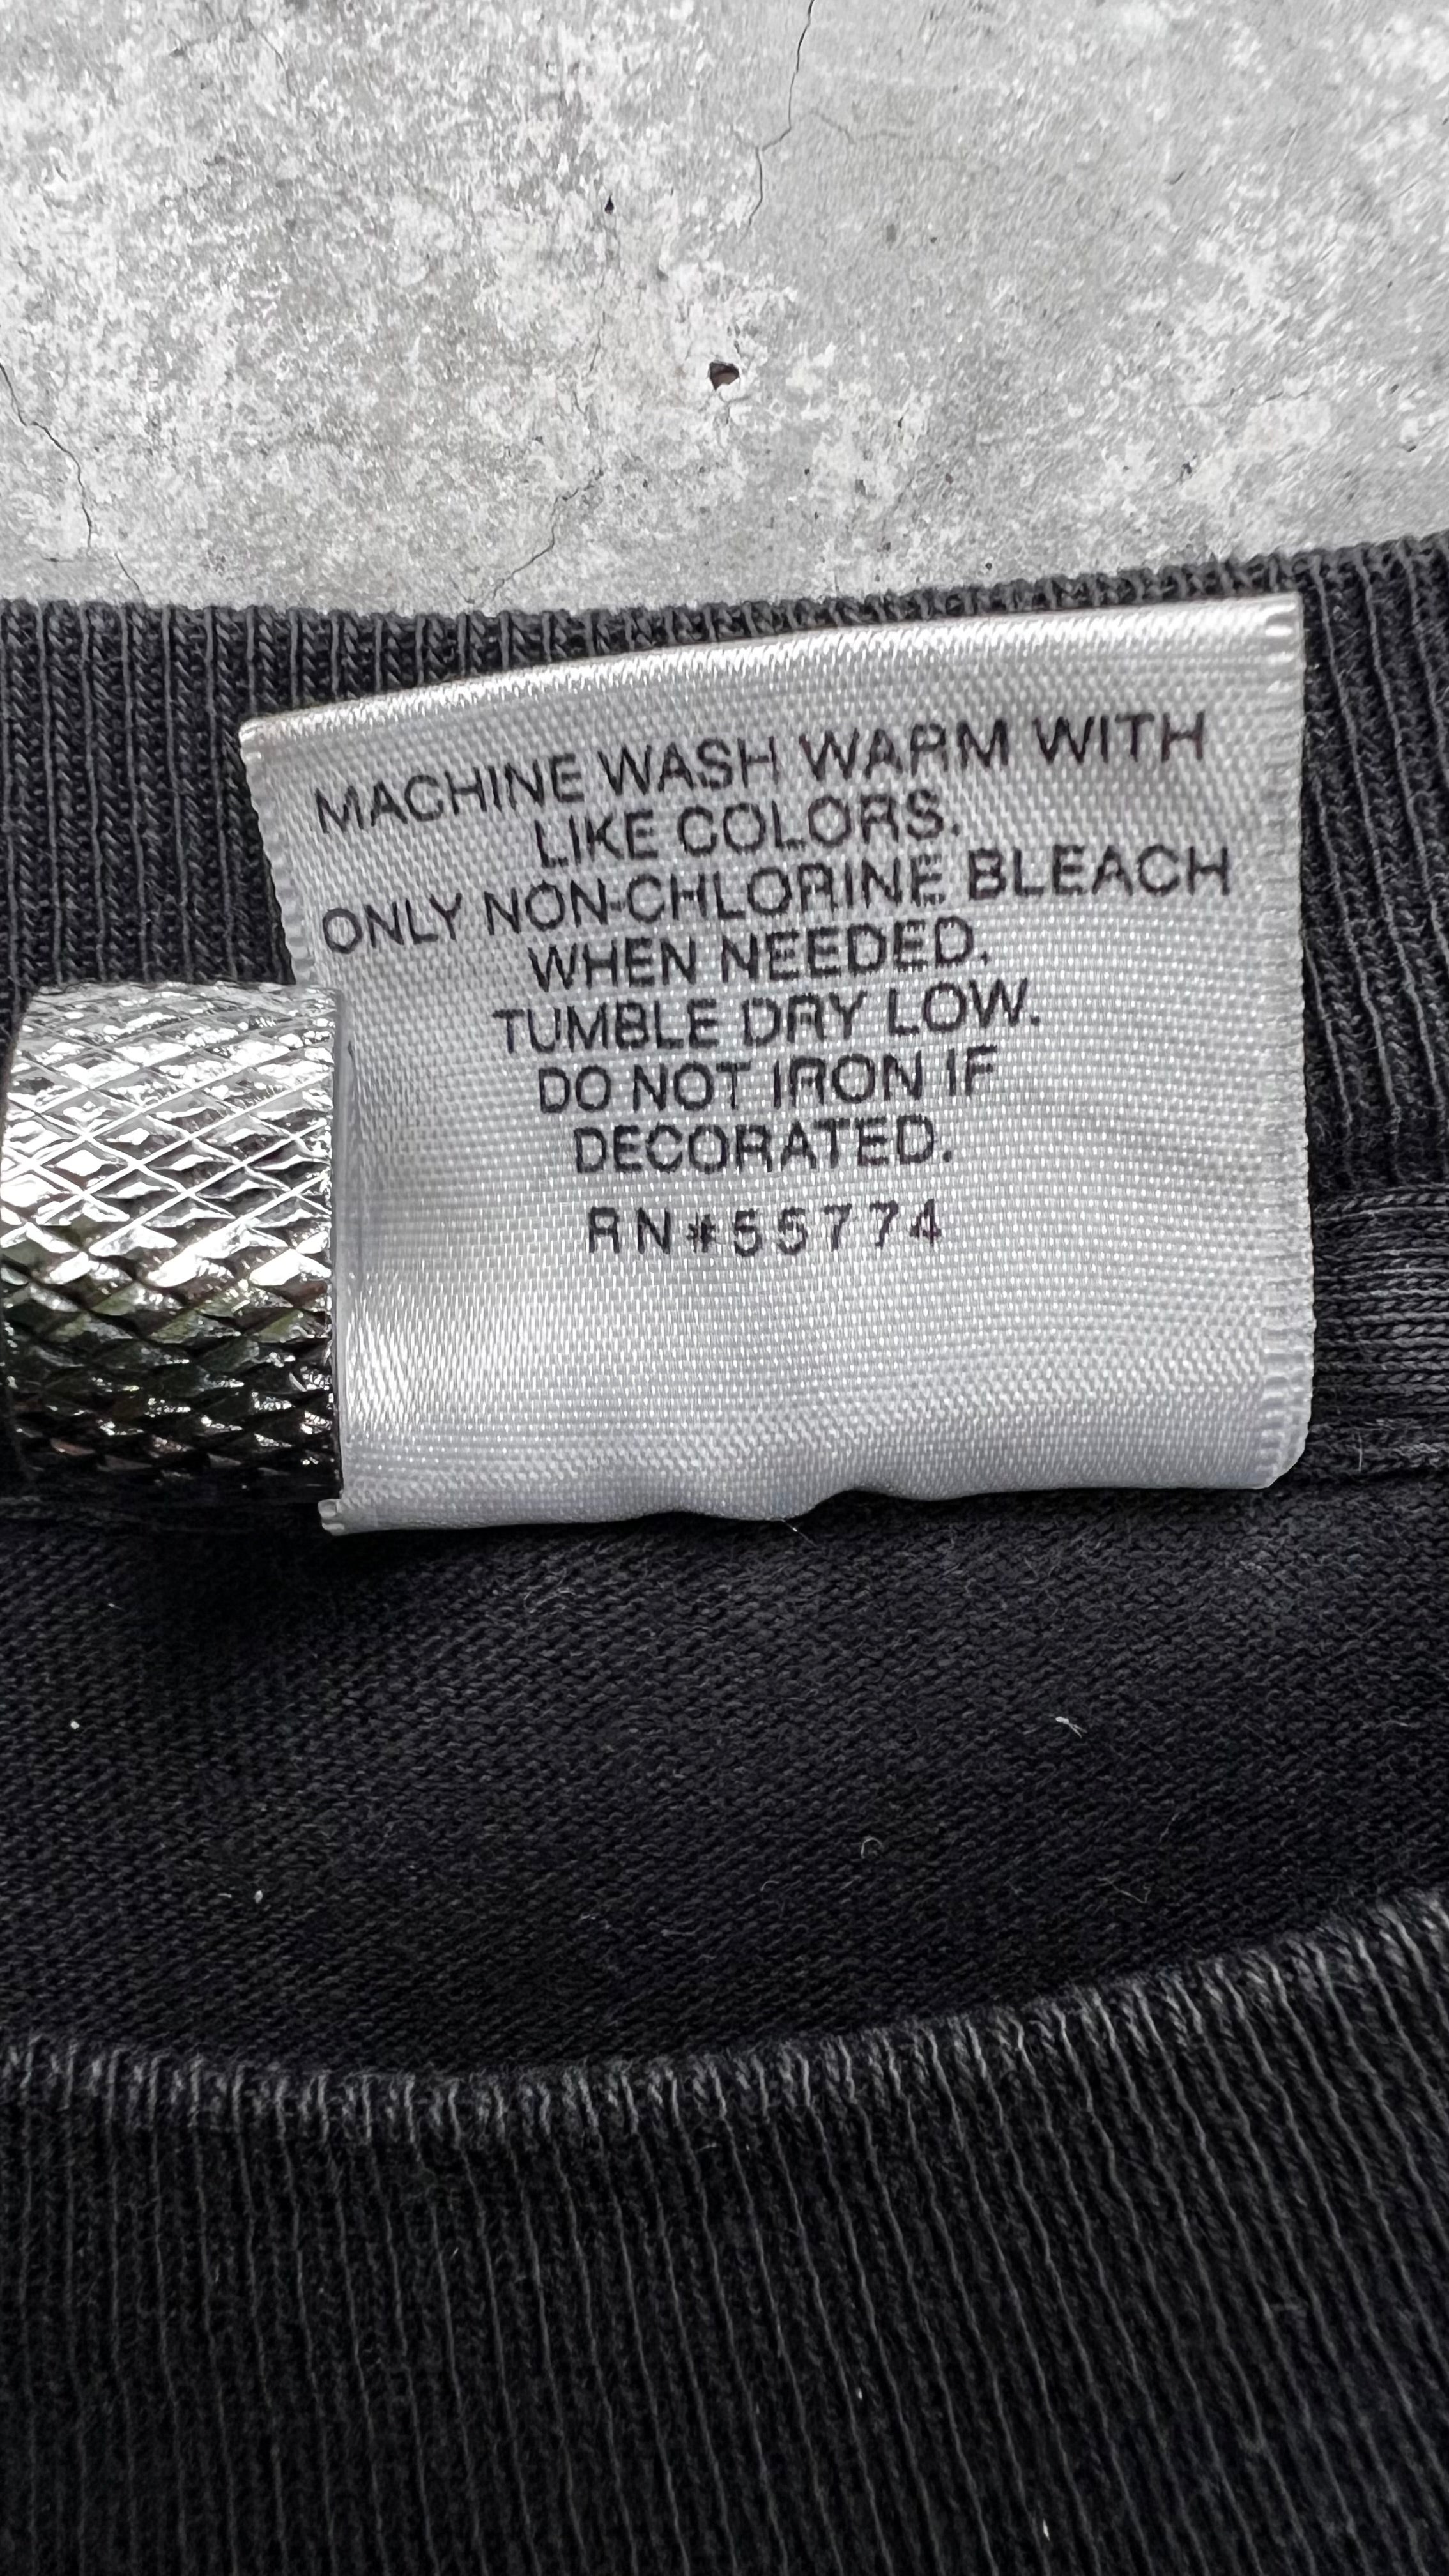 MACHINE WASH WARM WITH
LIKE COLORS.
ONLY NON-CHLORINE BLEACH
WHEN NEEDED.
TUMBLE DRY LOW.
DO NOT IRON IF
DECORATED.
RN#55774